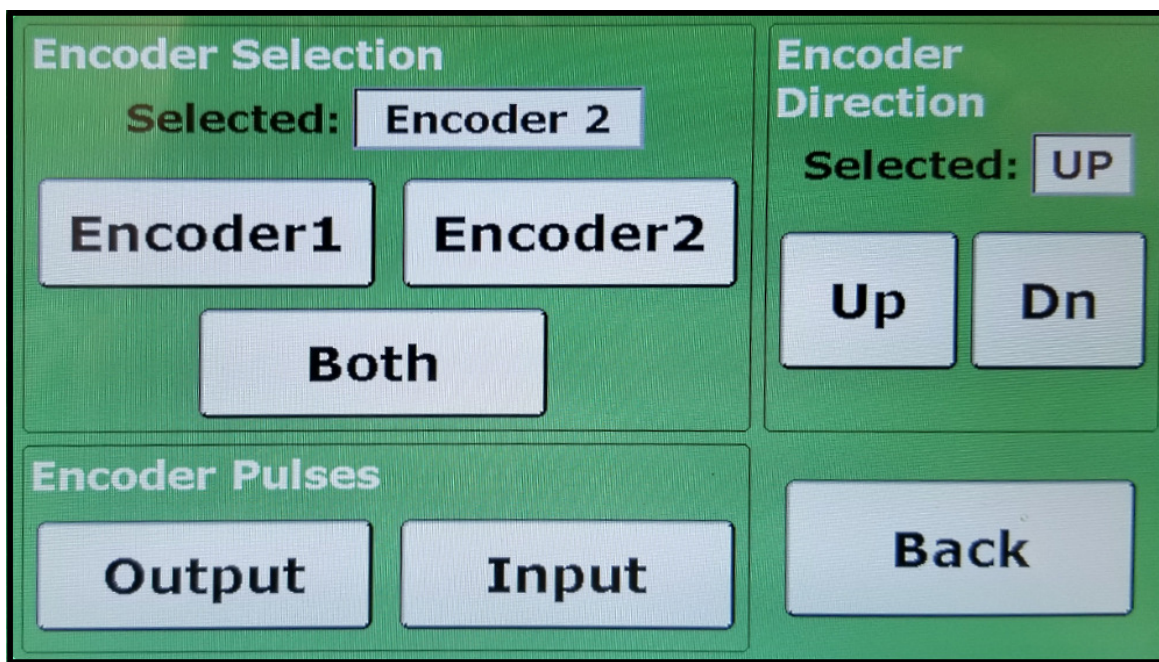 Encoder Selection
Selected: Encoder 2
Encoder1 Encoder2
Both
Encoder
Direction
Selected: UP
Up Dn
Encoder Pulses
Output Input
Back